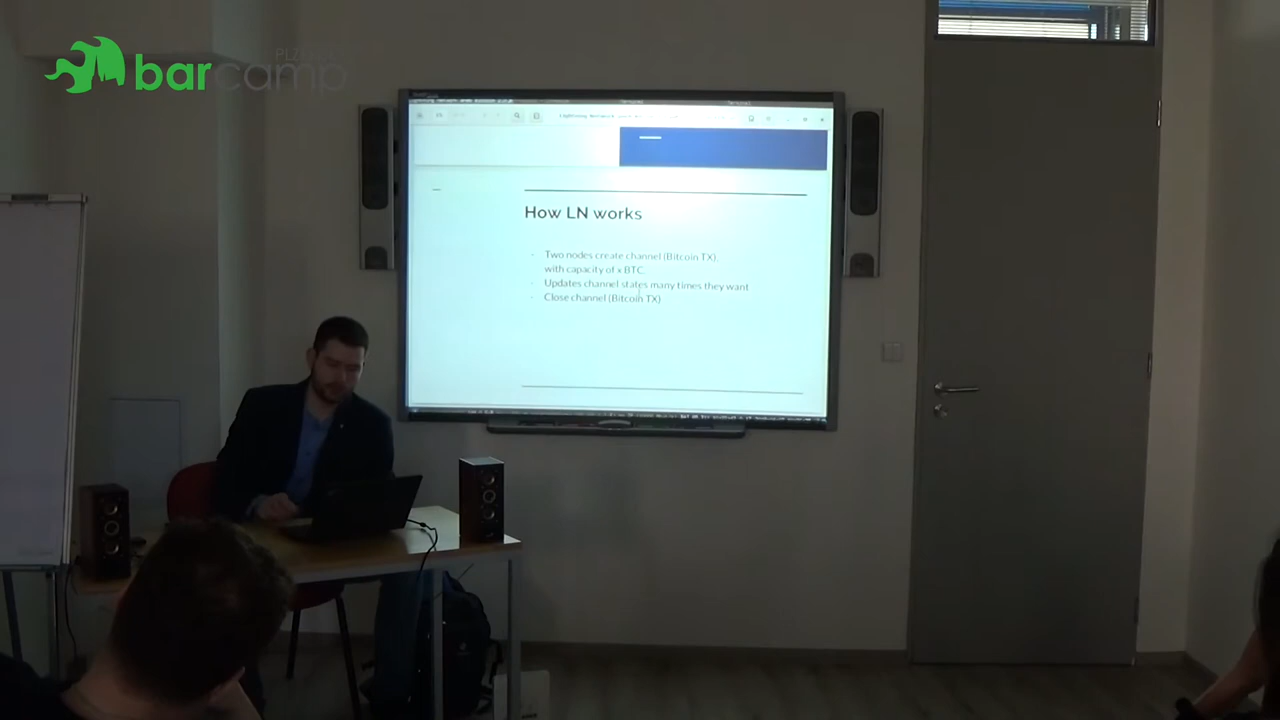 PLZEŇ
barcamp
How LN works
Two nodes create channel (Bitcoin TX),
with capacity of x BTC
Updates channel states many times they want
Close channel (Bitcoin TX)